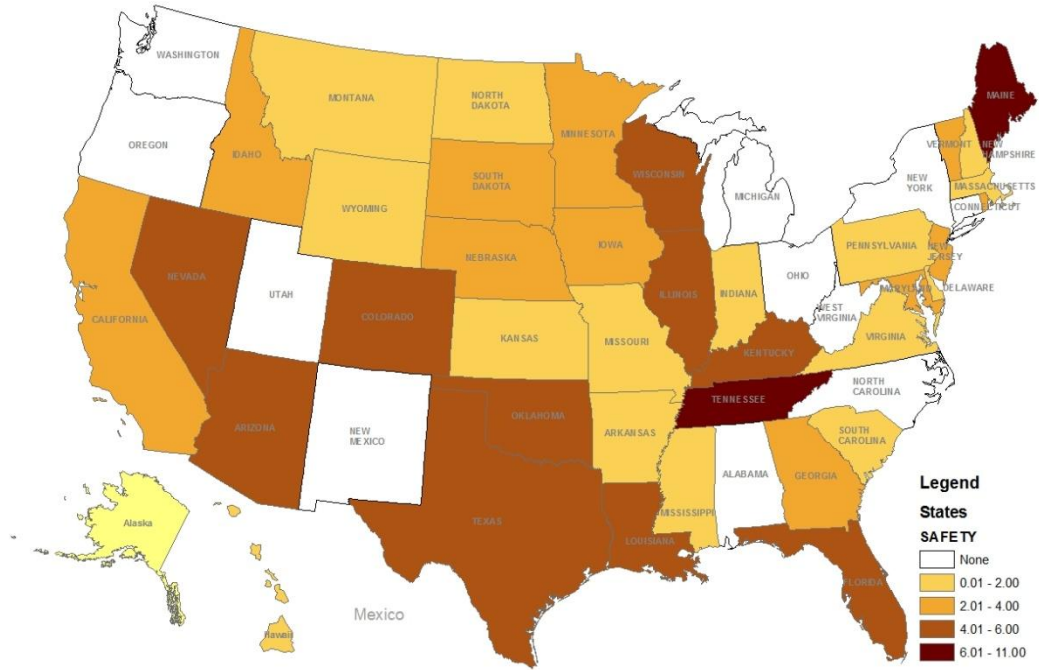 WASHINGTON
OREGON
IDAHO
MONTANA
NORTH
DAKOTA
MINNESOTA
SOUTH
DAKOTA
WYOMING
WISCONSIN
MICHIGAN
MAINE
VERMONT
NEW
HAMPSHIRE
NEW
YORK
MASSACHUSETTS
CONNECTICUT
NEBRASKA
IOWA
NEVADA
UTAH
CALIFORNIA
COLORADO
KANSAS
MISSOURI
ILLINOIS
INDIANA
OHIO
PENNSYLVANIA
NEW
JERSEY
MARYLAND
DELAWARE
WEST
VIRGINIA
VIRGINIA
KENTUCKY
TENNESSEE
NORTH
CAROLINA
SOUTH
CAROLINA
ARIZONA
NEW
MEXICO
OKLAHOMA
ARKANSAS
TEXAS
LOUISIANA
MISSISSIPPI
ALABAMA
GEORGIA
FLORIDA
Alaska
Hawaii
Mexico
Legend
States
SAFETY
None
0.01 - 2.00
2.01 - 4.00
4.01 - 6.00
6.01 - 11.00